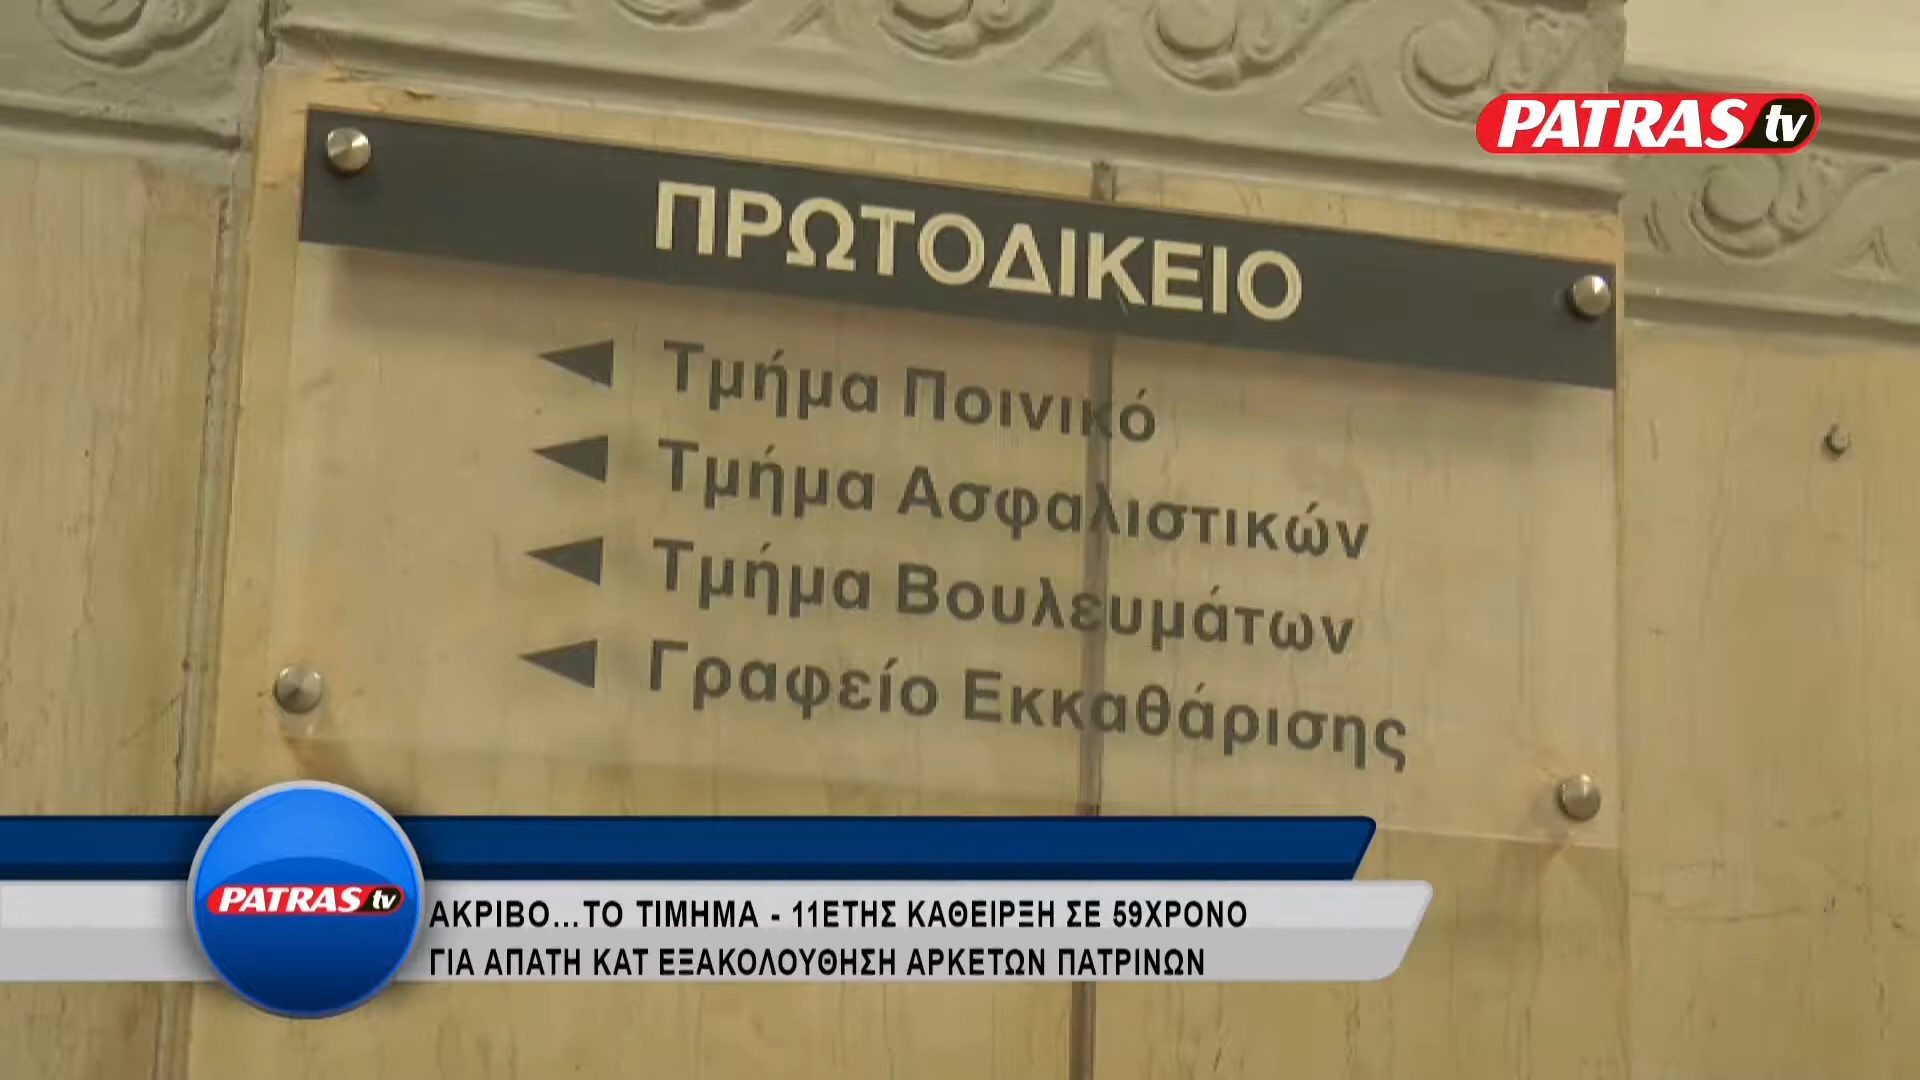 PATRAS tv
ΠΡΩΤΟΔΙΚΕΙΟ
Τμήμα Ποινικό
Τμήμα Ασφαλιστικών
Τμήμα Βουλευμάτων
Γραφείο Εκκαθάρισης
PATRAS tv
ΑΚΡΙΒΟ...ΤΟ ΤΙΜΗΜΑ - 11ΕΤΗΣ ΚΑΘΕΙΡΞΗ ΣΕ 59ΧΡΟΝΟ
ΓΙΑ ΑΠΑΤΗ ΚΑΤ ΕΞΑΚΟΛΟΥΘΗΣΗ ΑΡΚΕΤΩΝ ΠΑΤΡΙΝΩΝ